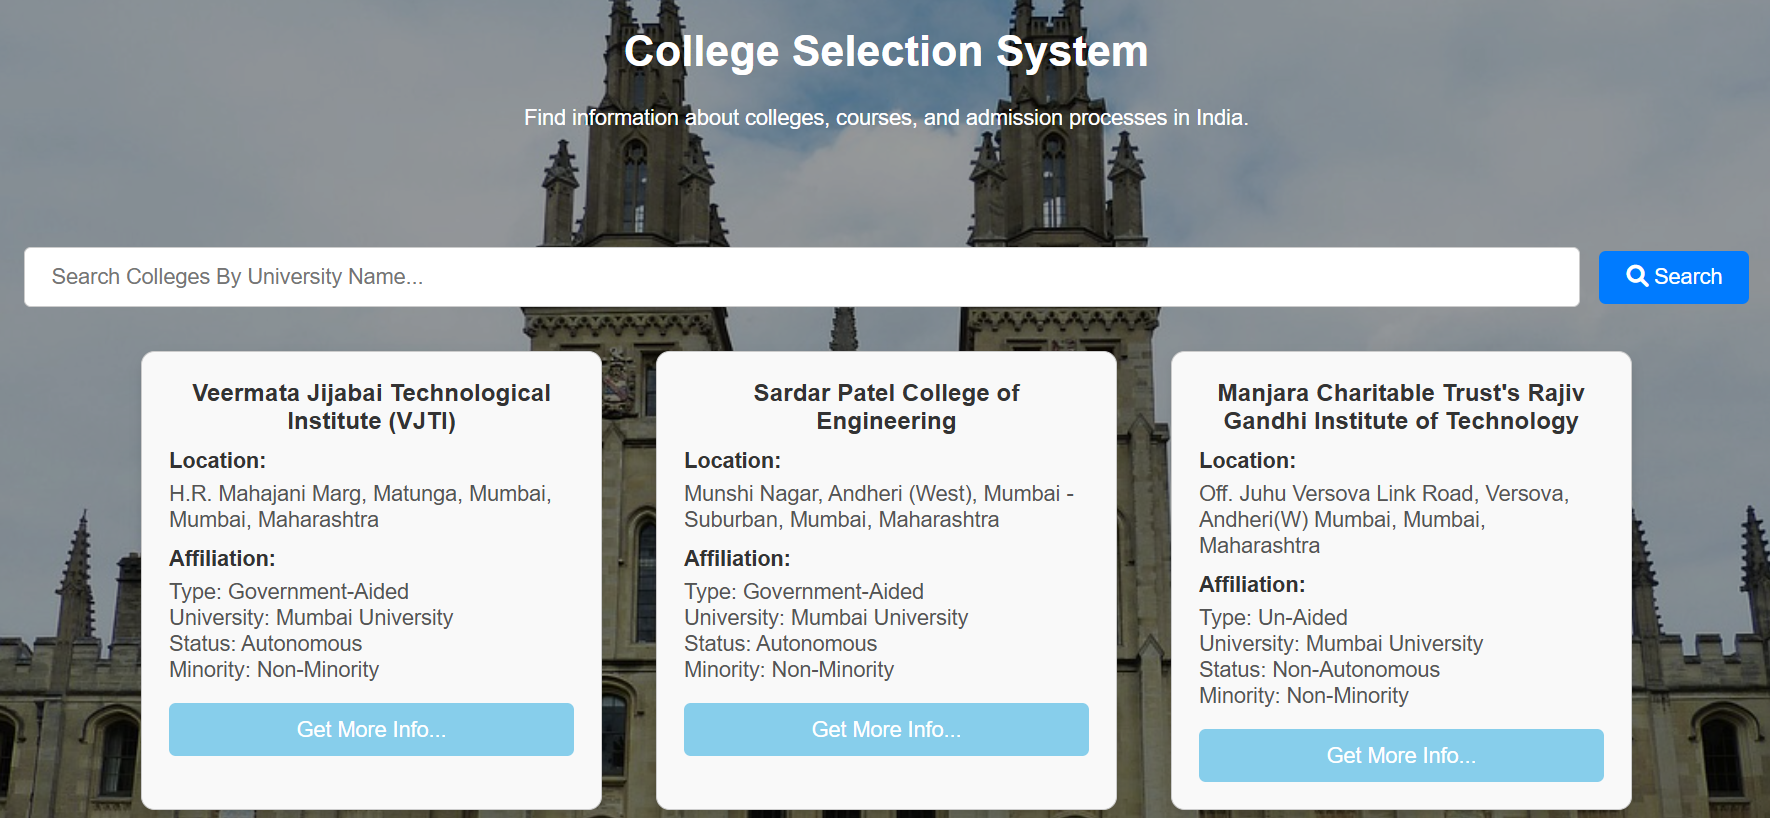 College Selection System
Find information about colleges, courses, and admission processes in India.
Search Colleges By University Name...
Search
Veermata Jijabai Technological
Institute (VJTI)
Location:
H.R. Mahajani Marg, Matunga, Mumbai,
Mumbai, Maharashtra
Affiliation:
Type: Government-Aided
University: Mumbai University
Status: Autonomous
Minority: Non-Minority
Get More Info...
Sardar Patel College of
Engineering
Location:
Munshi Nagar, Andheri (West), Mumbai -
Suburban, Mumbai, Maharashtra
Affiliation:
Type: Government-Aided
University: Mumbai University
Status: Autonomous
Minority: Non-Minority
Get More Info...
Manjara Charitable Trust's Rajiv
Gandhi Institute of Technology
Location:
Off. Juhu Versova Link Road, Versova,
Andheri(W) Mumbai, Mumbai,
Maharashtra
Affiliation:
Type: Un-Aided
University: Mumbai University
Status: Non-Autonomous
Minority: Non-Minority
Get More Info...